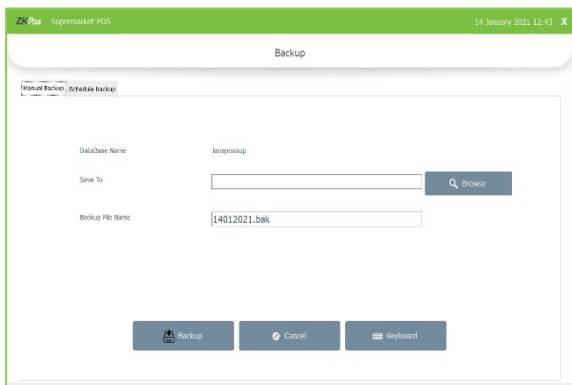 ZKPos Supermarket POS 14 January 2021 12:43 X
Backup
Manual Backup Schedule backup
DataBase Name lanapossup
Save To Browse
Backup File Name 14012021.bak
Backup Cancel Keyboard